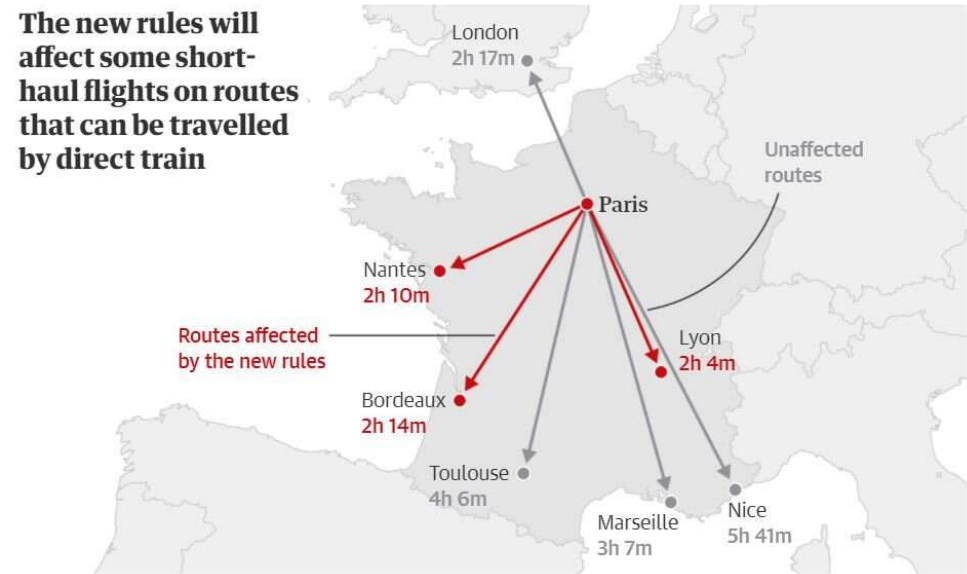 The new rules will
affect some short-
haul flights on routes
that can be travelled
by direct train
London
2h 17m
Unaffected
routes
Paris
Nantes
2h 10m
Routes affected
by the new rules
Lyon
2h 4m
Bordeaux
2h 14m
Toulouse
4h 6m
Marseille
3h 7m
Nice
5h 41m